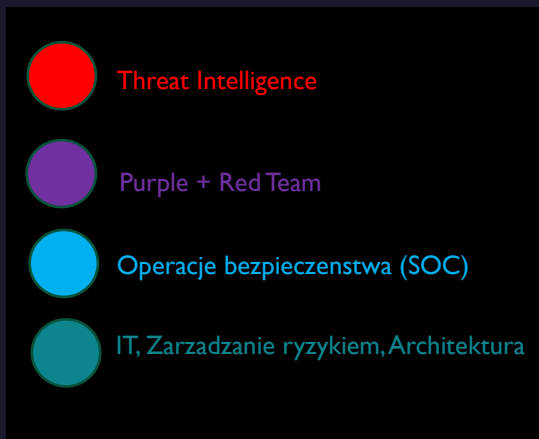 Threat Intelligence
Purple + Red Team
Operacje bezpieczenstwa (SOC)
IT, Zarzadzanie ryzykiem, Architektura